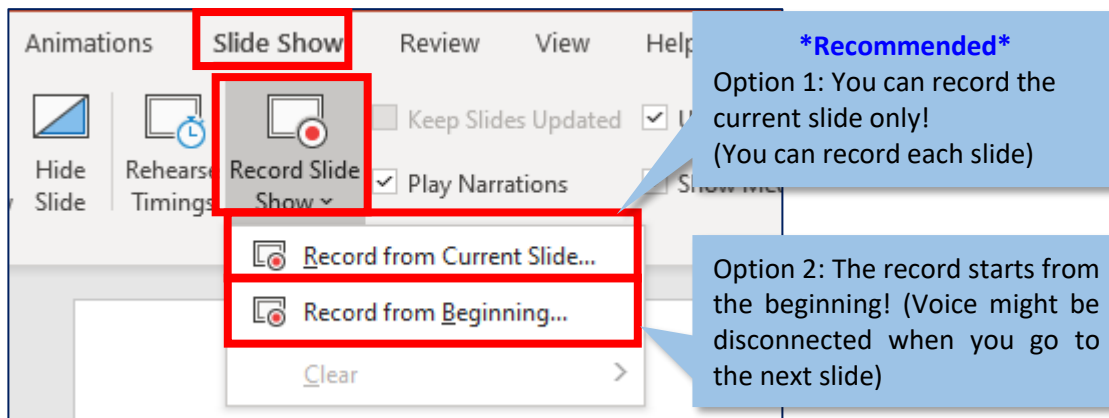 Animations Slide Show Review View Help
Hide
Slide
Rehearse
Timings
Record Slide
Show
Keep Slides Updated
Play Narrations
Record from Current Slide...
Record from Beginning...
Clear
*Recommended*
Option 1: You can record the
current slide only!
(You can record each slide)
Option 2: The record starts from
the beginning! (Voice might be
disconnected when you go to
the next slide)